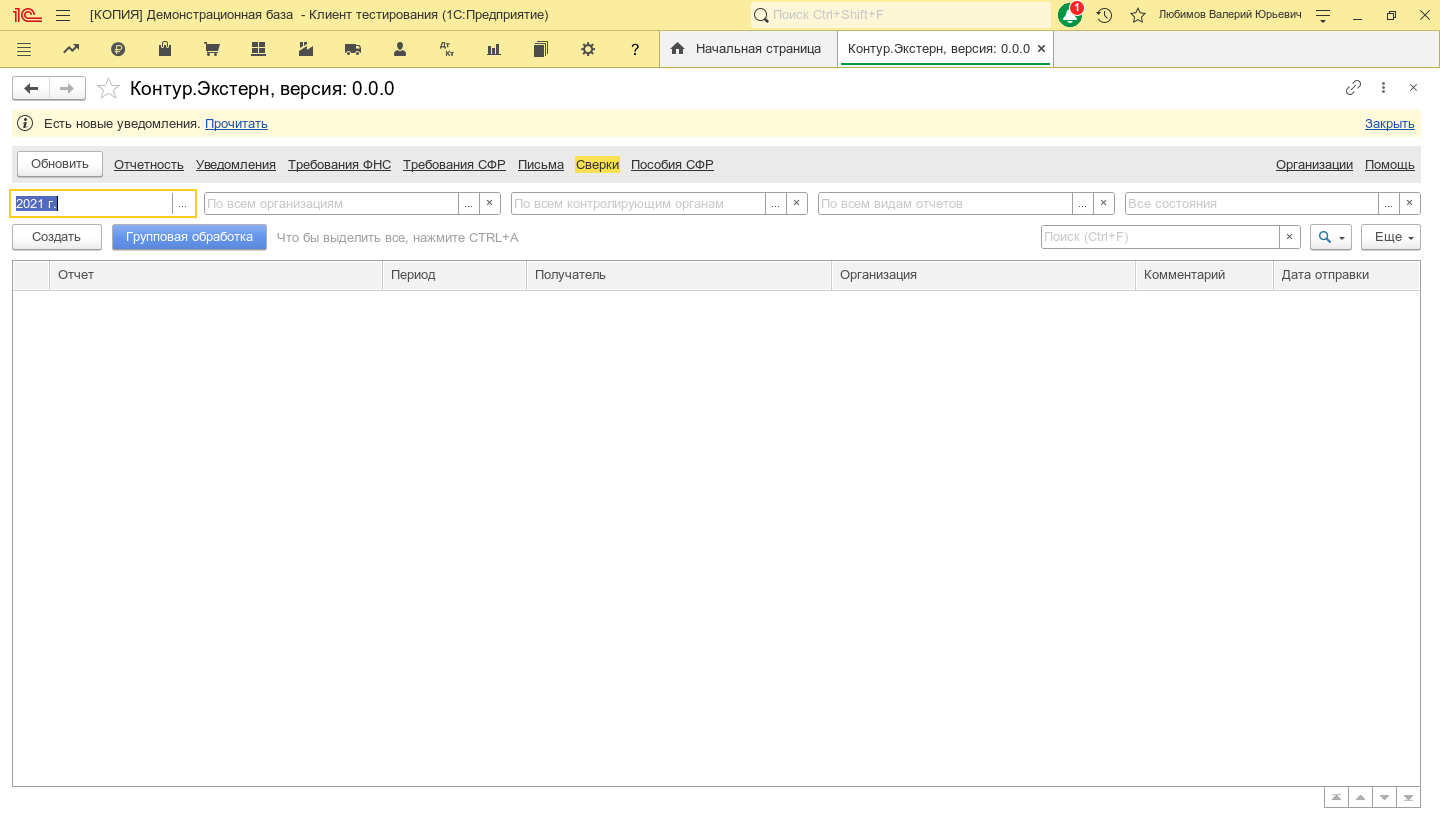 [КОПИЯ] Демонстрационная база - Клиент тестирования (1С:Предприятие)
Поиск Ctrl+Shift+F
1
Любимов Валерий Юрьевич
Дт
Кт
?
Начальная страница
Контур.Экстерн, версия: 0.0.0
Контур.Экстерн, версия: 0.0.0
Есть новые уведомления. Прочитать
Закрыть
Обновить
Отчетность
Уведомления
Требования ФНС
Требования СФР
Письма
Сверки
Пособия СФР
Организации
Помощь
2021 г.
...
По всем организациям
...
По всем контролирующим органам
...
По всем видам отчетов
...
Все состояния
...
Создать
Групповая обработка
Что бы выделить все, нажмите CTRL+A
Поиск (Ctrl+F)
Еще
Отчет
Период
Получатель
Организация
Комментарий
Дата отправки